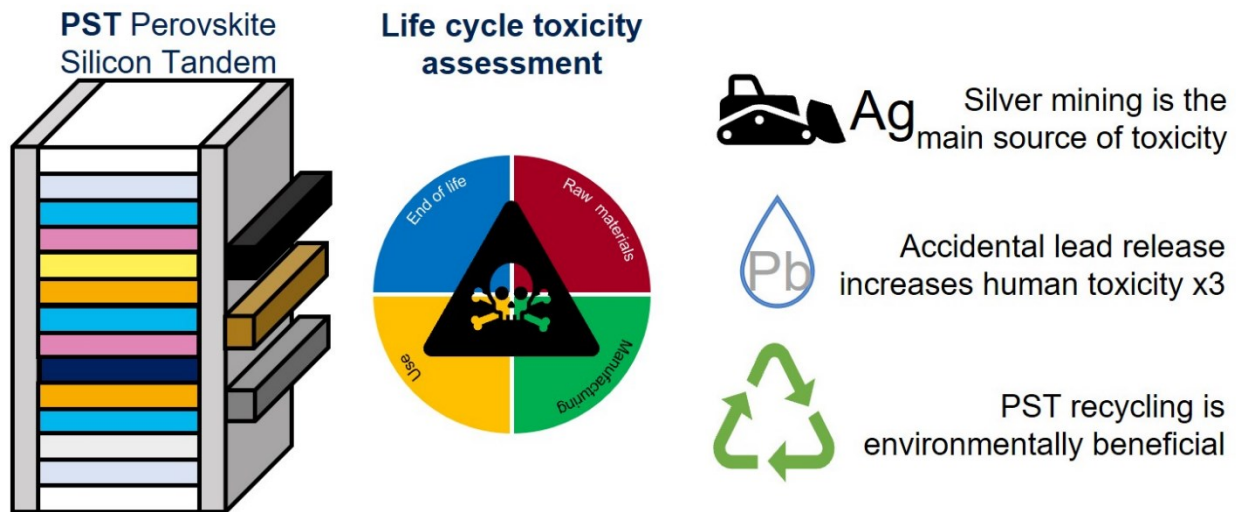 PST Perovskite
Silicon Tandem
Life cycle toxicity
assessment
End of life
Raw materials
Use
Manufacturing
Ag
Silver mining is the
main source of toxicity
Pb
Accidental lead release
increases human toxicity x3
PST recycling is
environmentally beneficial